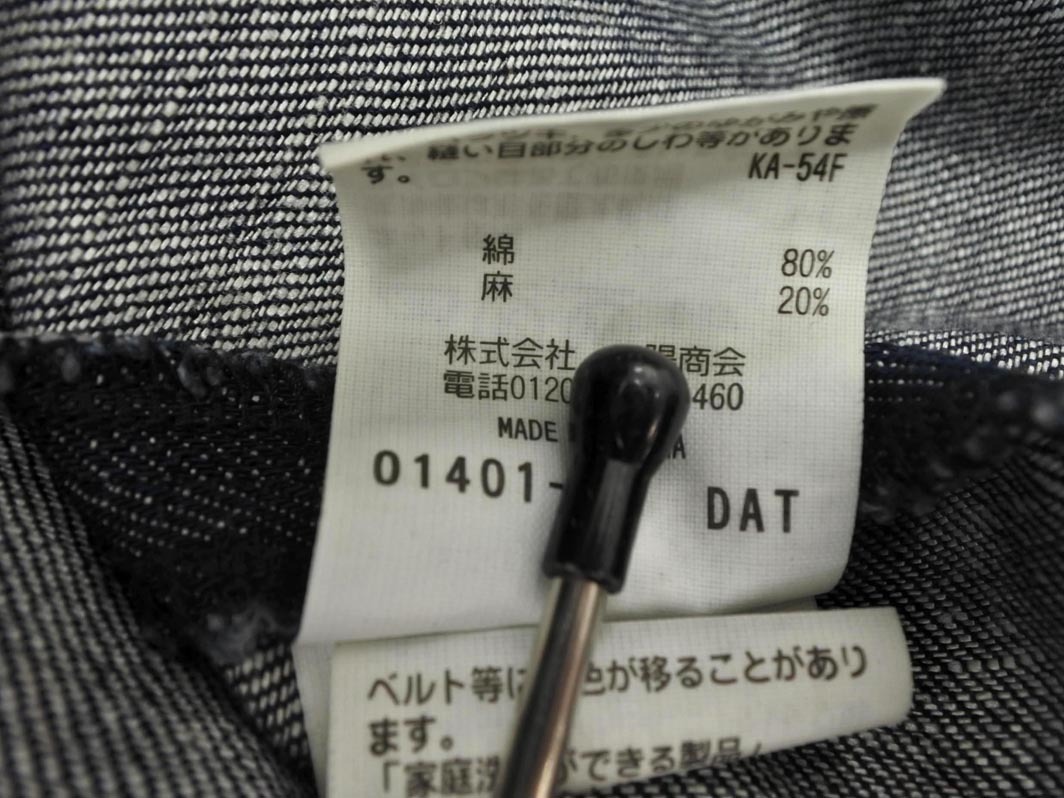 縫い目部分のしわ等がありま
す。
KA-54F
綿 80%
麻 20%
株式会社 陽商会
電話0120 460
MADE
01401- DAT
ベルト等に 色が移ることがあり
ます。
「家庭洗 ができる製品」